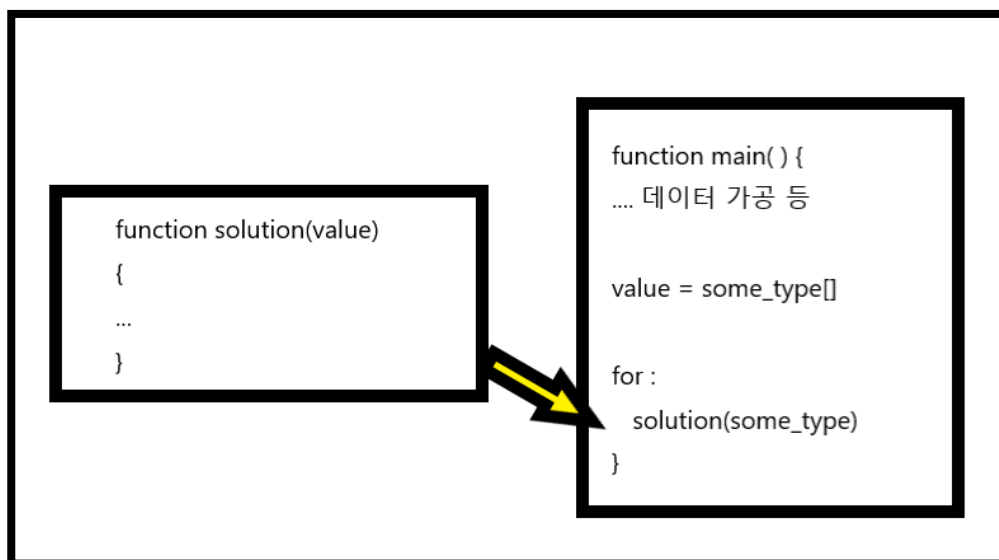 function solution(value)
{
...
}
function main( ) {
.... 데이터 가공 등
value = some_type[]
for :
solution(some_type)
}